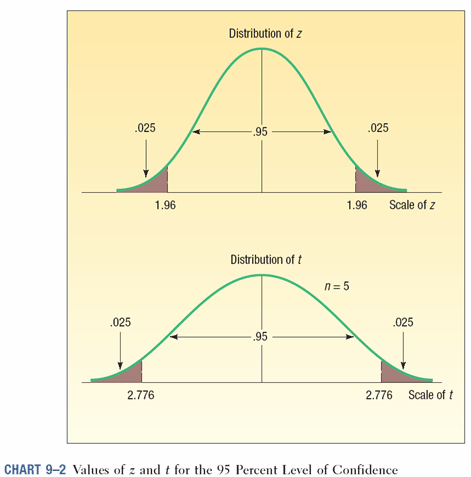 Distribution of z
.025
.025
.95
1.96
1.96
Scale of z
Distribution of t
n = 5
.025
.025
.95
2.776
2.776
Scale of t
CHART 9–2 Values of z and t for the 95 Percent Level of Confidence